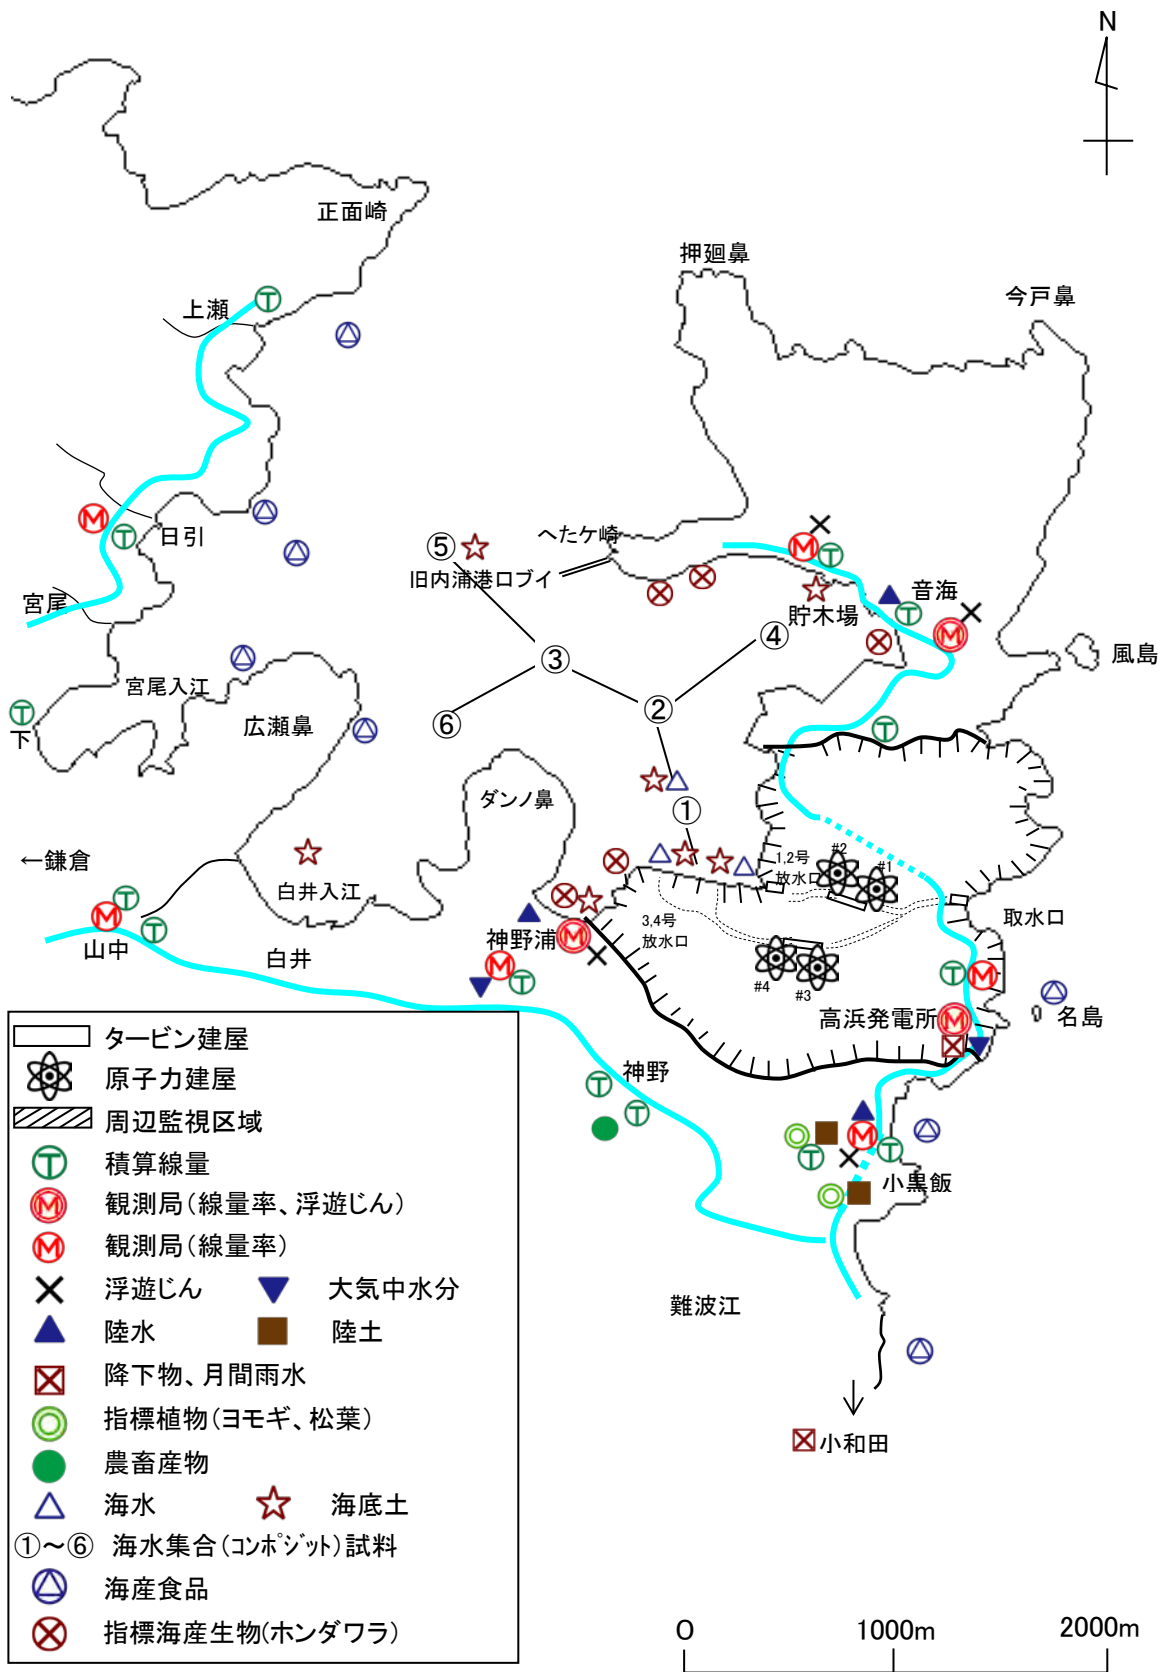 N
正面崎
押廻鼻
今戸鼻
上瀬
T
へたケ崎
M
T
日引
⑤
旧内浦港口ブイ
M
T
宮尾
貯木場
音海
T
M
④
風島
③
宮尾入江
②
⑥
T
下
広瀬鼻
T
ダンノ鼻
①
←鎌倉
1,2号
放水口
#2
#1
白井入江
T
M
山中
T
白井
神野浦
M
3,4号
放水口
取水口
M
T
#4
#3
T
M
高浜発電所
M
名島
神野
T
T
M
T
T
小黒飯
難波江
小和田
タービン建屋
原子力建屋
周辺監視区域
T 積算線量
M 観測局(線量率、浮遊じん)
M 観測局(線量率)
浮遊じん 大気中水分
陸水 陸土
降下物、月間雨水
指標植物(ヨモギ、松葉)
農畜産物
海水 海底土
①~⑥ 海水集合(コンポジット)試料
海産食品
指標海産生物(ホンダワラ)
0 1000m 2000m